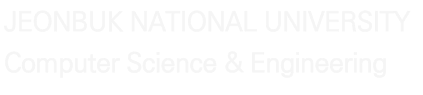 JEONBUK NATIONAL UNIVERSITY
Computer Science & Engineering